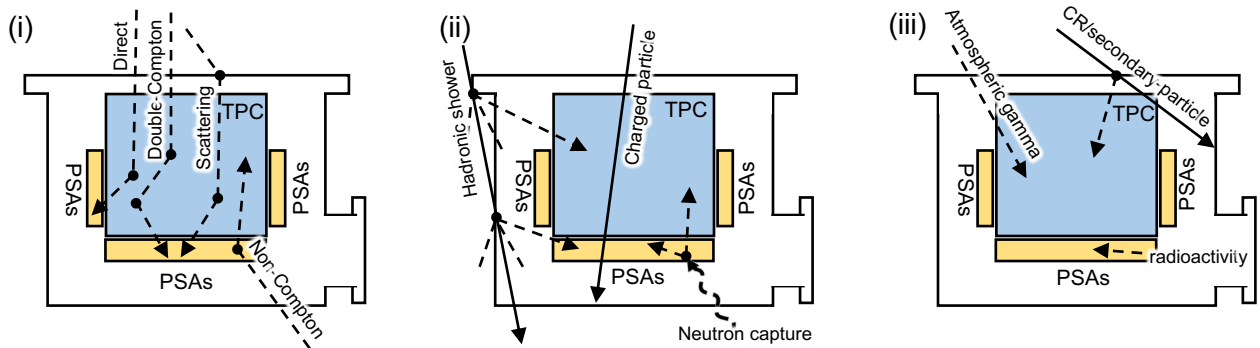 (i)
Direct
Double-Compton
Scattering
TPC
PSAs
PSAs
PSAs
Non-Compton
(ii)
Hadronic shower
Charged particle
TPC
PSAs
PSAs
PSAs
Neutron capture
(iii)
Atmospheric gamma
CR/secondary-particle
TPC
PSAs
PSAs
radioactivity
PSAs